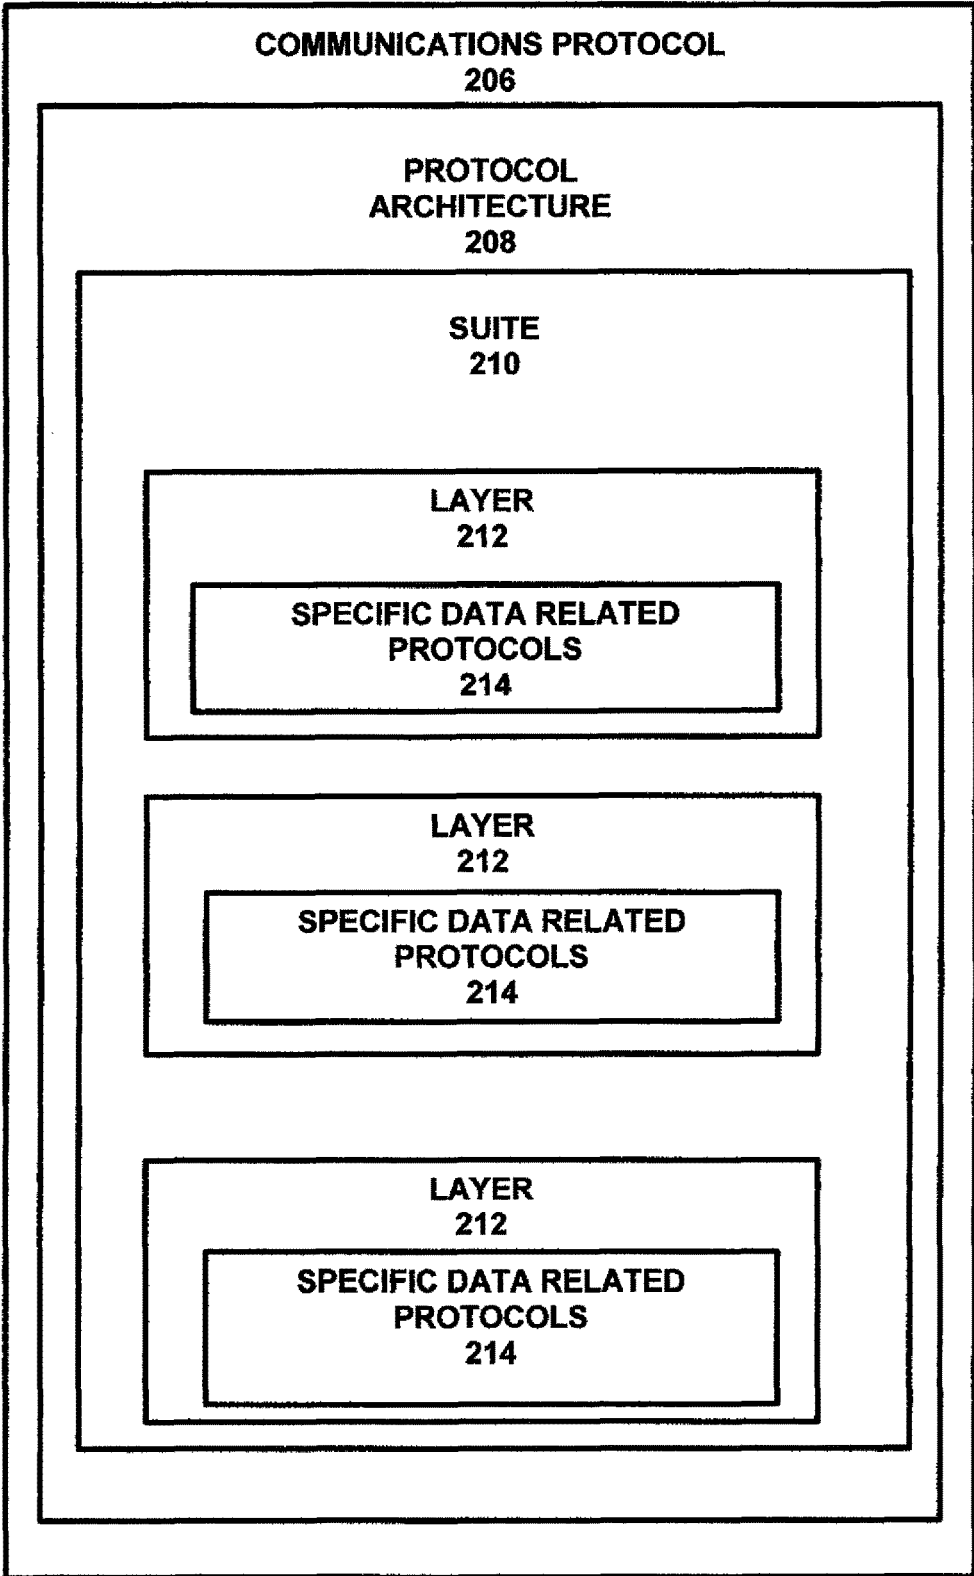 COMMUNICATIONS PROTOCOL
206
PROTOCOL
ARCHITECTURE
208
SUITE
210
LAYER
212
SPECIFIC DATA RELATED
PROTOCOLS
214
LAYER
212
SPECIFIC DATA RELATED
PROTOCOLS
214
LAYER
212
SPECIFIC DATA RELATED
PROTOCOLS
214